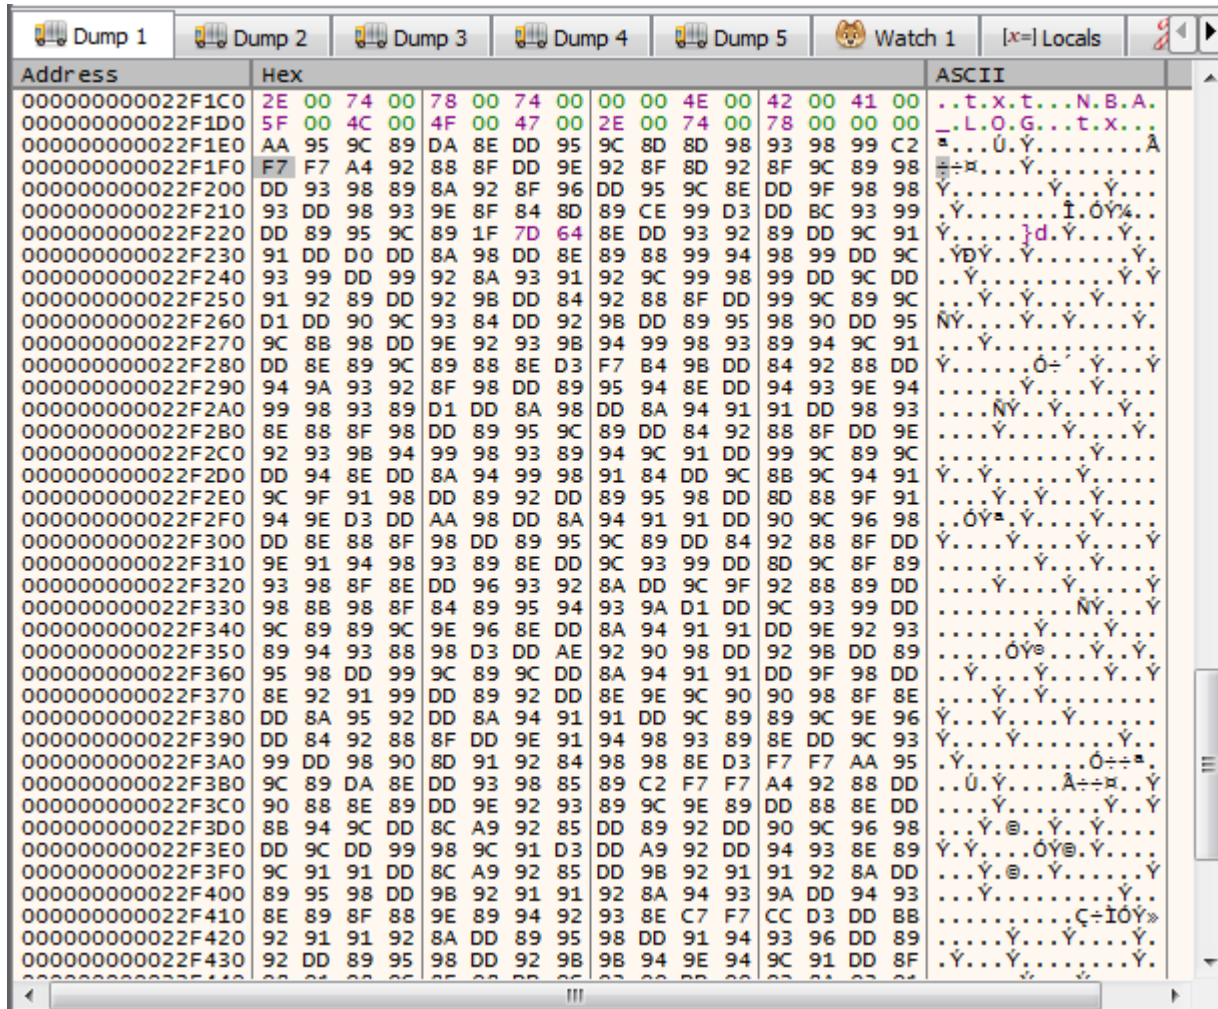 Dump 1 Dump 2 Dump 3 Dump 4 Dump 5 Watch 1 [x=] Locals
Address Hex ASCII
000000000022F1C0 2E 00 74 00 78 00 74 00 00 00 4E 00 42 00 41 00 ..t.x.t...N.B.A.
000000000022F1D0 5F 00 4C 00 4F 00 47 00 2E 00 74 00 78 00 00 00 _.L.O.G...t.x...
000000000022F1E0 AA 95 9C 89 DA 8E DD 95 9C 8D 8D 98 93 98 99 C2 ª...Ú.Ý........Â
000000000022F1F0 F7 F7 A4 92 88 8F DD 9E 92 8F 8D 92 8F 9C 89 98 ÷÷¤...Ý.........
000000000022F200 DD 93 98 89 8A 92 8F 96 DD 95 9C 8E DD 9F 98 98 Ý.......Ý...Ý...
000000000022F210 93 DD 98 93 9E 8F 84 8D 89 CE 99 D3 DD BC 93 99 .Ý.......Î.ÓÝ¼..
000000000022F220 DD 89 95 9C 89 1F 7D 64 8E DD 93 92 89 DD 9C 91 Ý.....}d.Ý...Ý..
000000000022F230 91 DD D0 DD 8A 98 DD 8E 89 88 99 94 98 99 DD 9C .ÝÐÝ..Ý.......Ý.
000000000022F240 93 99 DD 99 92 8A 93 91 92 9C 99 98 99 DD 9C DD ..Ý..........Ý.Ý
000000000022F250 91 92 89 DD 92 9B DD 84 92 88 8F DD 99 9C 89 9C ...Ý..Ý....Ý....
000000000022F260 D1 DD 90 9C 93 84 DD 92 9B DD 89 95 98 90 DD 95 ÑÝ....Ý..Ý....Ý.
000000000022F270 9C 8B 98 DD 9E 92 93 9B 94 99 98 93 89 94 9C 91 ...Ý............
000000000022F280 DD 8E 89 9C 89 88 8E D3 F7 B4 9B DD 84 92 88 DD Ý......Ó÷´.Ý...Ý
000000000022F290 94 9A 93 92 8F 98 DD 89 95 94 8E DD 94 93 9E 94 ......Ý....Ý....
000000000022F2A0 99 98 93 89 D1 DD 8A 98 DD 8A 94 91 91 DD 98 93 ....ÑÝ..Ý....Ý..
000000000022F2B0 8E 88 8F 98 DD 89 95 9C 89 DD 84 92 88 8F DD 9E ....Ý....Ý....Ý.
000000000022F2C0 92 93 9B 94 99 98 93 89 94 9C 91 DD 99 9C 89 9C ...........Ý....
000000000022F2D0 DD 94 8E DD 8A 94 99 98 91 84 DD 9C 8B 9C 94 91 Ý..Ý......Ý.....
000000000022F2E0 9C 9F 91 98 DD 89 92 DD 89 95 98 DD 8D 88 9F 91 ....Ý..Ý...Ý....
000000000022F2F0 94 9E D3 DD AA 98 DD 8A 94 91 91 DD 90 9C 96 98 ..ÓÝª.Ý....Ý....
000000000022F300 DD 8E 88 8F 98 DD 89 95 9C 89 DD 84 92 88 8F DD Ý....Ý....Ý....Ý
000000000022F310 9E 91 94 98 93 89 8E DD 9C 93 99 DD 8D 9C 8F 89 .......Ý...Ý....
000000000022F320 93 98 8F 8E DD 96 93 92 8A DD 9C 9F 92 88 89 DD ....Ý....Ý.....Ý
000000000022F330 98 8B 98 8F 84 89 95 94 93 9A D1 DD 9C 93 99 DD ..........ÑÝ...Ý
000000000022F340 9C 89 89 9C 9E 96 8E DD 8A 94 91 91 DD 9E 92 93 .......Ý....Ý...
000000000022F350 89 94 93 88 98 D3 DD AE 92 90 98 DD 92 9B DD 89 .....ÓÝ®...Ý..Ý.
000000000022F360 95 98 DD 99 9C 89 9C DD 8A 94 91 91 DD 9F 98 DD ..Ý....Ý....Ý..Ý
000000000022F370 8E 92 91 99 DD 89 92 DD 8E 9E 9C 90 90 98 8F 8E ....Ý..Ý........
000000000022F380 DD 8A 95 92 DD 8A 94 91 91 DD 9C 89 89 9C 9E 96 Ý...Ý....Ý......
000000000022F390 DD 84 92 88 8F DD 9E 91 94 98 93 89 8E DD 9C 93 Ý....Ý.......Ý..
000000000022F3A0 99 DD 98 90 8D 91 92 84 98 98 8E D3 F7 F7 AA 95 .Ý.........Ó÷÷ª.
000000000022F3B0 9C 89 DA 8E DD 93 98 85 89 C2 F7 F7 A4 92 88 DD ..Ú.Ý....Â÷÷¤..Ý
000000000022F3C0 90 88 8E 89 DD 9E 92 93 89 9C 9E 89 DD 88 8E DD ....Ý.......Ý..Ý
000000000022F3D0 8B 94 9C DD 8C A9 92 85 DD 89 92 DD 90 9C 96 98 ...Ý.©..Ý..Ý....
000000000022F3E0 DD 9C DD 99 98 9C 91 D3 DD A9 92 DD 94 93 8E 89 Ý.Ý....ÓÝ©.Ý....
000000000022F3F0 9C 91 91 DD 8C A9 92 85 DD 9B 92 91 91 92 8A DD ...Ý.©..Ý......Ý
000000000022F400 89 95 98 DD 9B 92 91 91 92 8A 94 93 9A DD 94 93 ...Ý.........Ý..
000000000022F410 8E 89 8F 88 9E 89 94 92 93 8E C7 F7 CC D3 DD BB ..........Ç÷ÌÓÝ»
000000000022F420 92 91 91 92 8A DD 89 95 98 DD 91 94 93 96 DD 89 .....Ý...Ý....Ý.
000000000022F430 92 DD 89 95 98 DD 92 9B 9B 94 9E 94 9C 91 DD 8F .Ý...Ý........Ý.